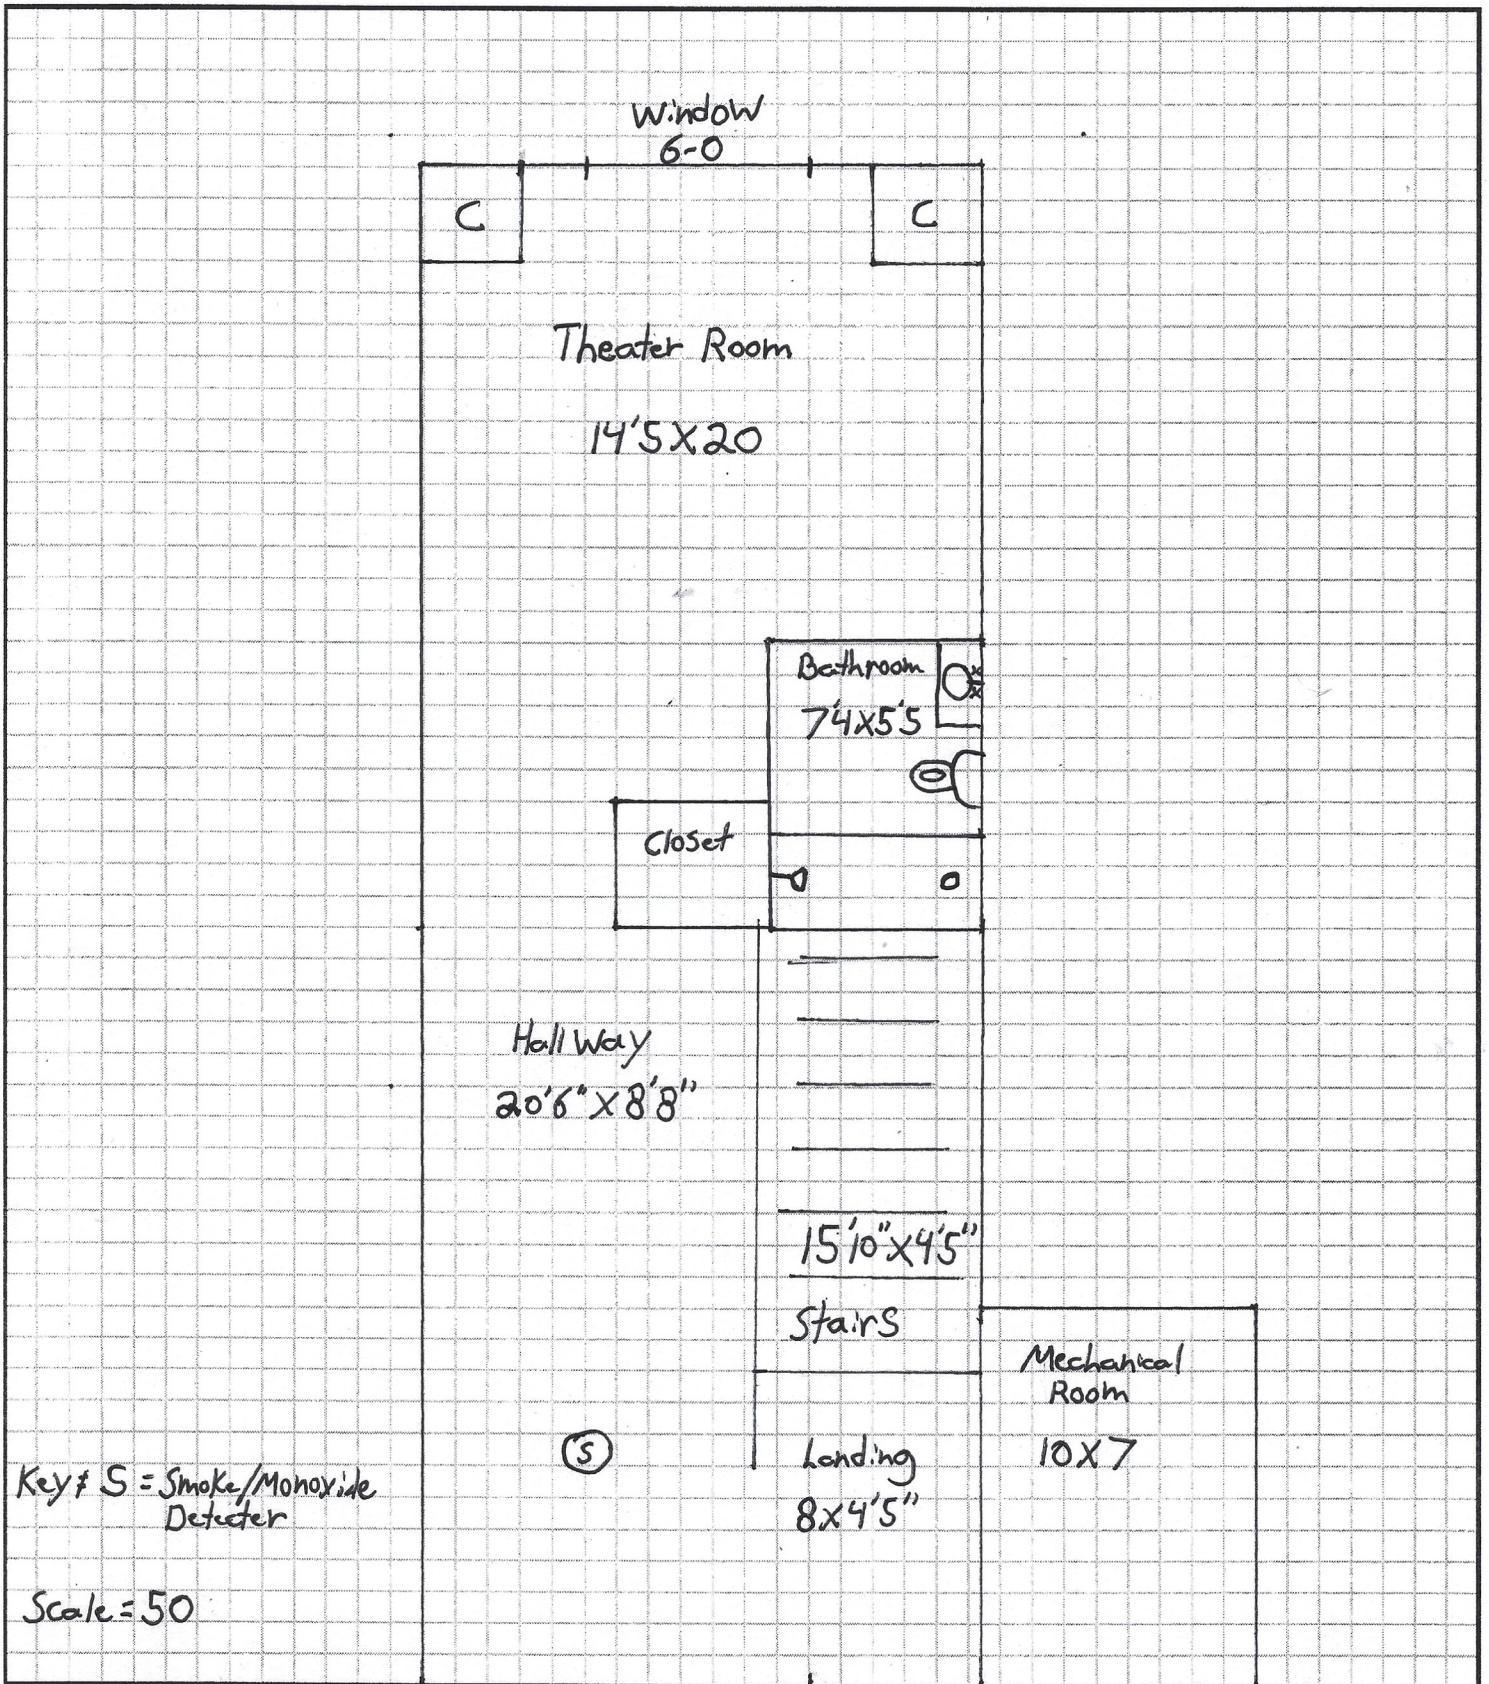 Window
6-0
C
C
Theater Room
14'5X20
Bathroom
7'4X5'5
Closet
Hallway
20'6"X8'8"
15'10"X4'5"
Stairs
Mechanical
Room
10X7
S
Landing
8X4'5"
Key: S = Smoke/Monoxide
Detecter
Scale = 50